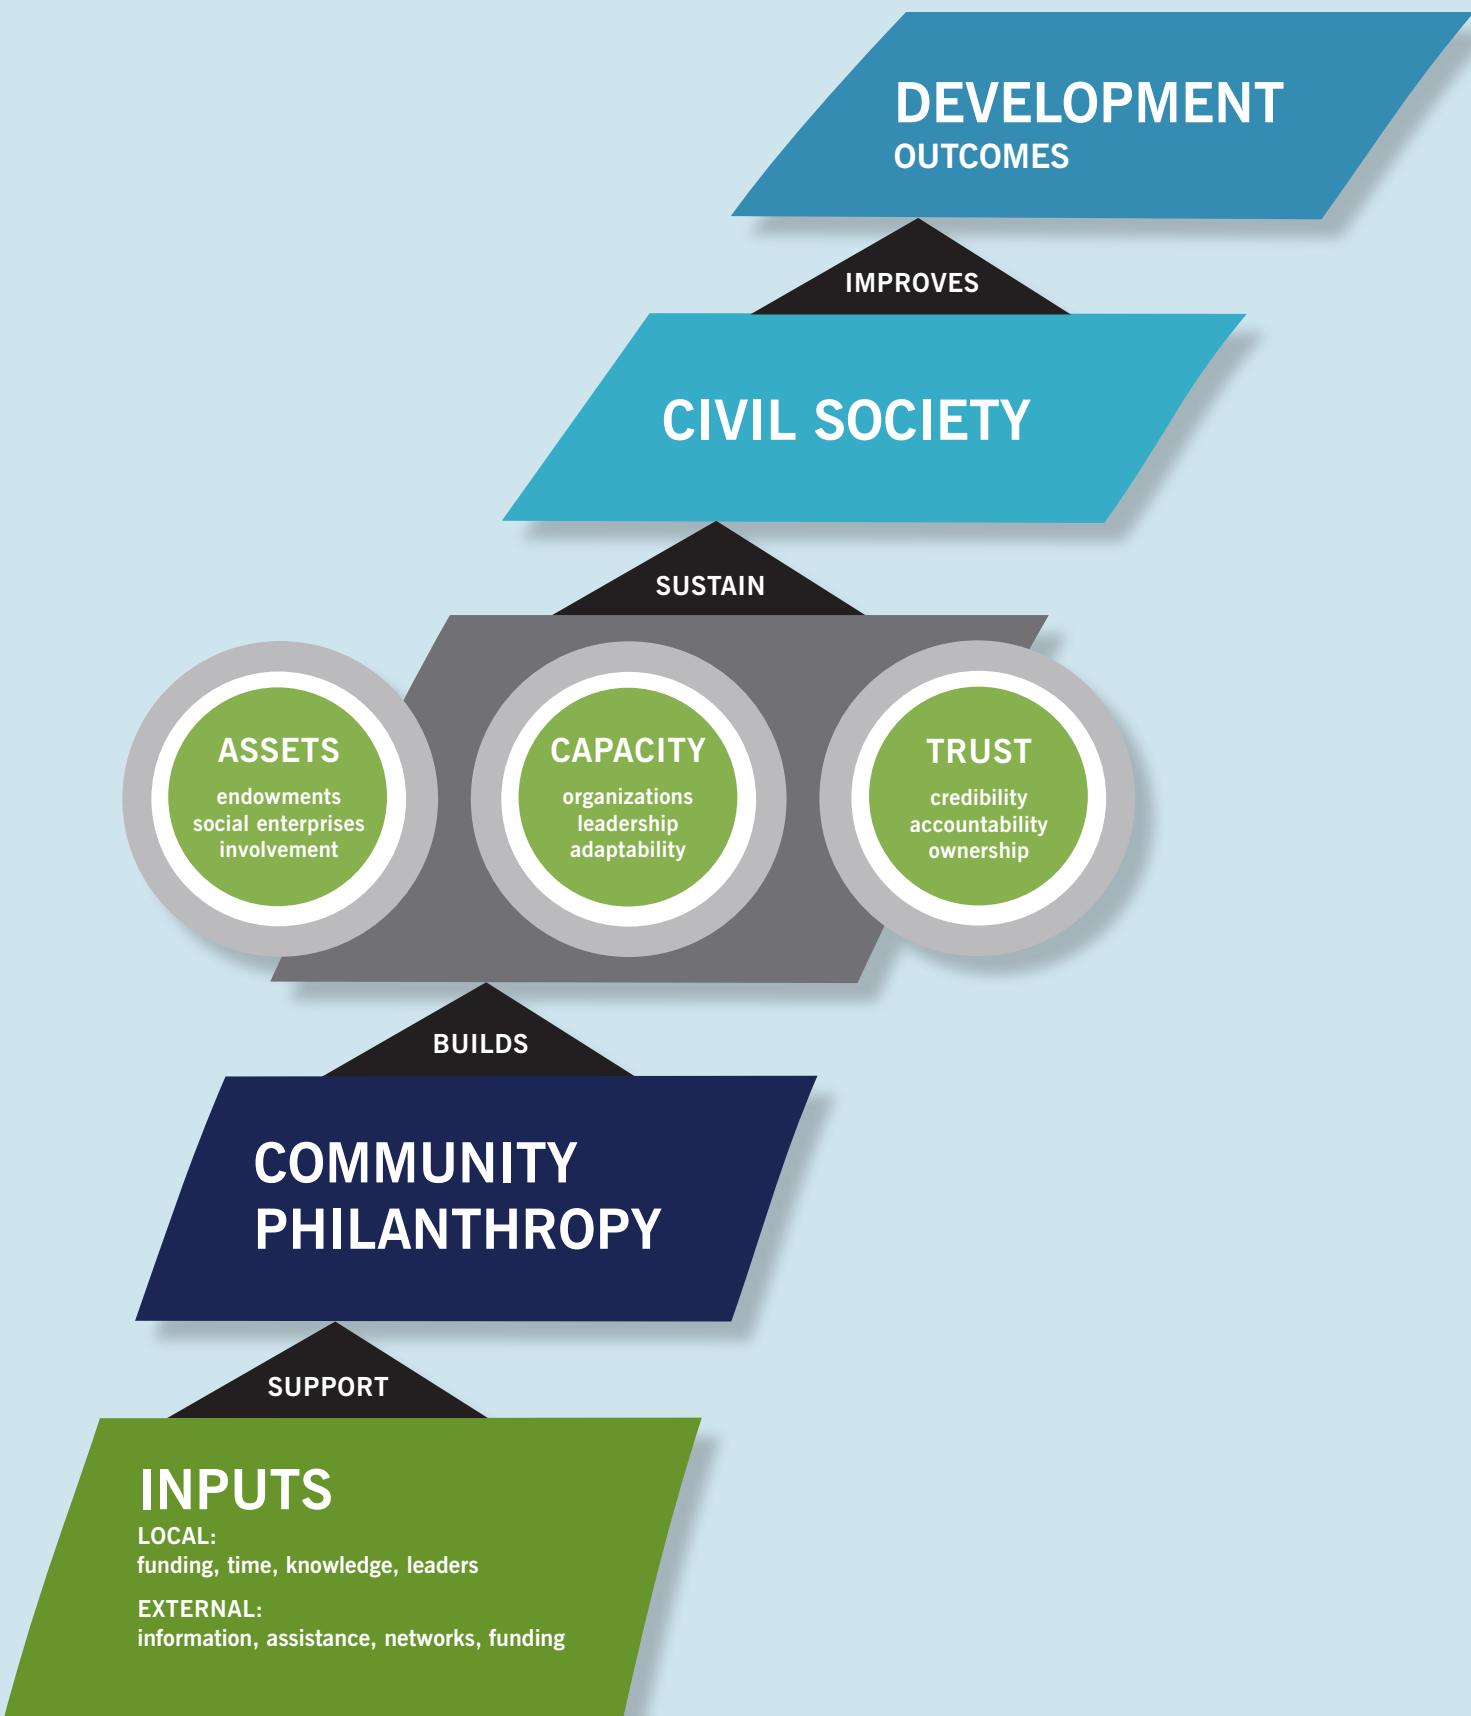 DEVELOPMENT
OUTCOMES
IMPROVES
CIVIL SOCIETY
SUSTAIN
ASSETS
endowments
social enterprises
involvement
CAPACITY
organizations
leadership
adaptability
TRUST
credibility
accountability
ownership
BUILDS
COMMUNITY
PHILANTHROPY
SUPPORT
INPUTS
LOCAL:
funding, time, knowledge, leaders
EXTERNAL:
information, assistance, networks, funding